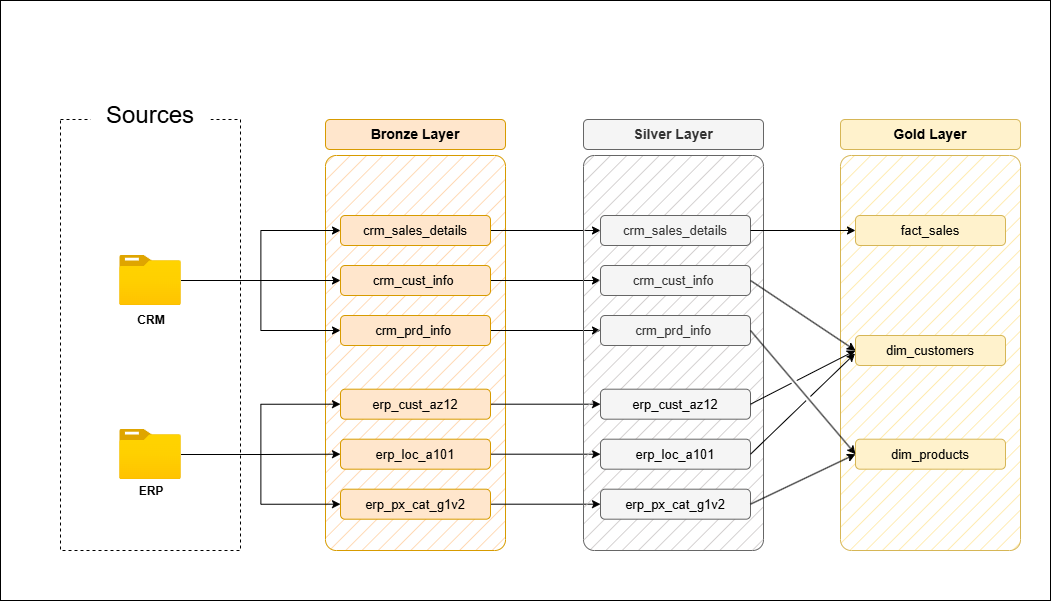 Sources
Bronze Layer
Silver Layer
Gold Layer
crm_sales_details
crm_sales_details
fact_sales
crm_cust_info
crm_cust_info
CRM
crm_prd_info
crm_prd_info
dim_customers
erp_cust_az12
erp_cust_az12
erp_loc_a101
erp_loc_a101
dim_products
ERP
erp_px_cat_g1v2
erp_px_cat_g1v2